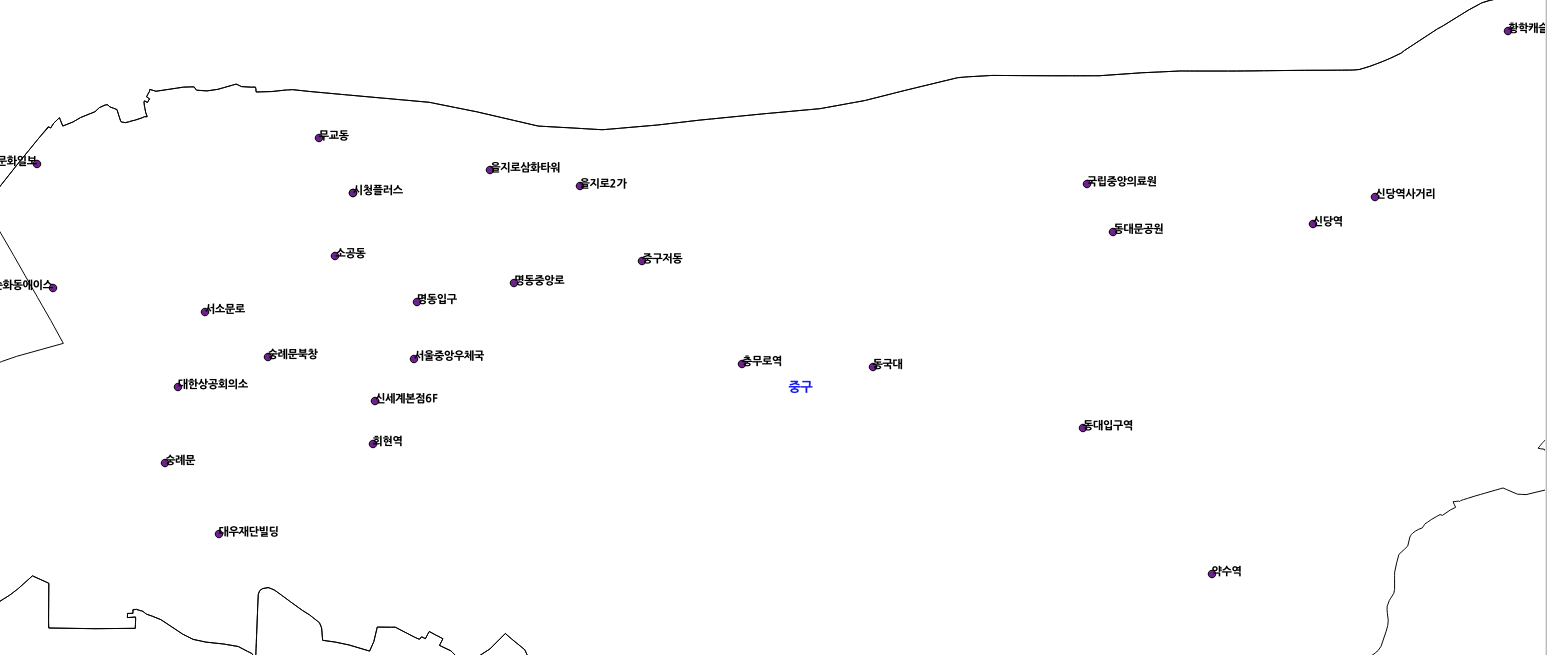 황학캐슬
무교동
문화일보
을지로삼화타워
을지로2가
시청플러스
국립중앙의료원
신당역사거리
신당역
동대문공원
소공동
중구저동
명동중앙로
순화동에이스
명동입구
서소문로
숭례문북창
서울중앙우체국
충무로역
동국대
대한상공회의소
중구
신세계본점6F
동대입구역
회현역
숭례문
대우재단빌딩
약수역